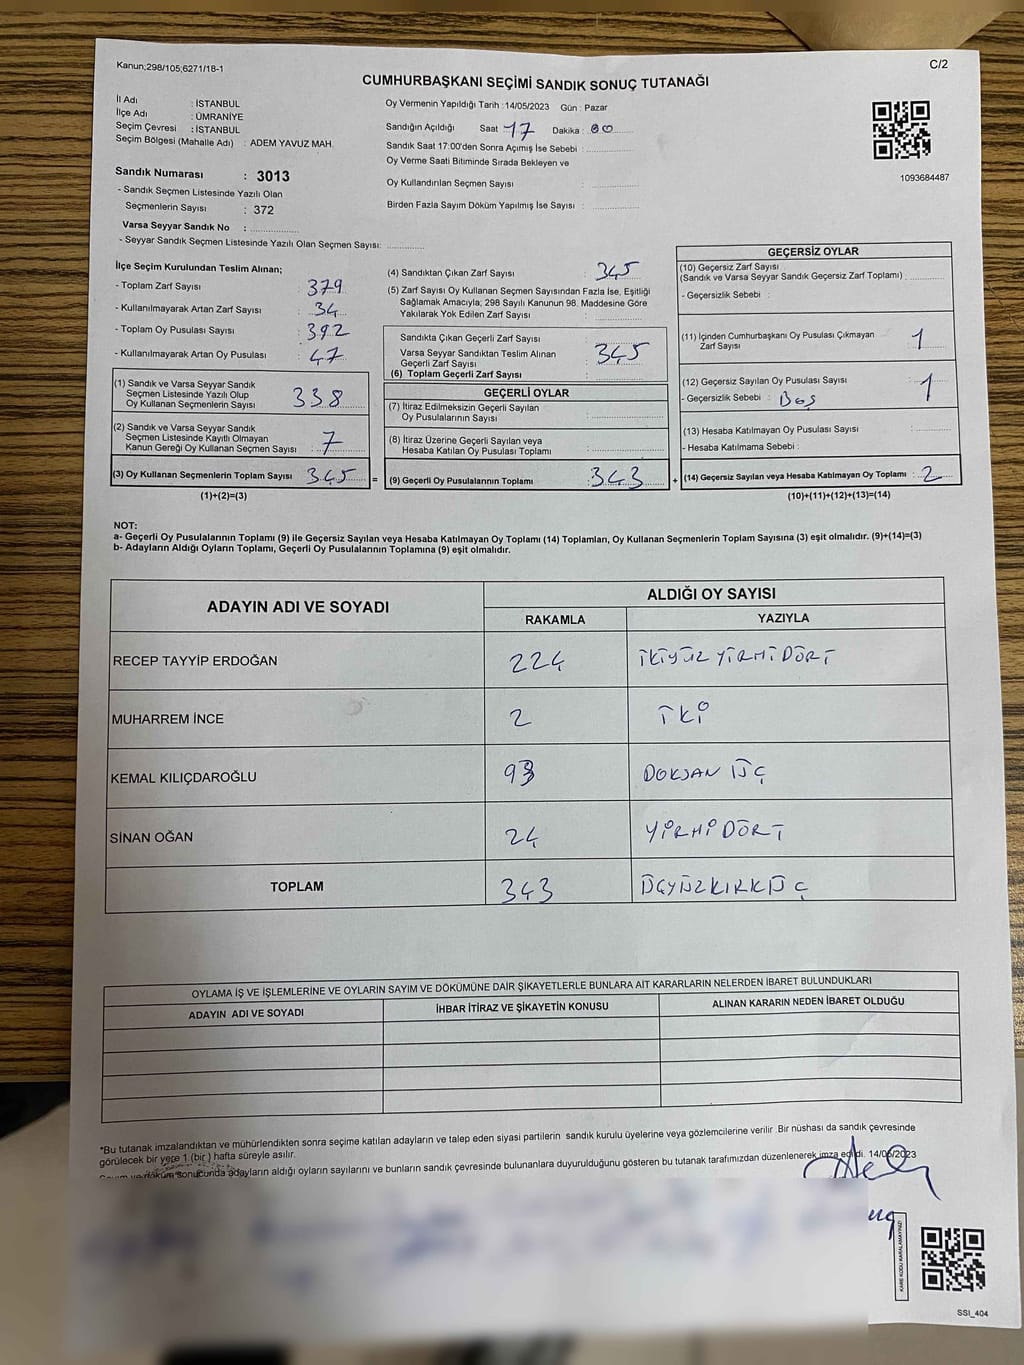 Kanun;298/105;6271/18-1
C/2
CUMHURBAŞKANI SEÇİMİ SANDIK SONUÇ TUTANAĞI
İl Adı : İSTANBUL
İlçe Adı : ÜMRANİYE
Seçim Çevresi : İSTANBUL
Seçim Bölgesi (Mahalle Adı) : ADEM YAVUZ MAH.
Sandık Numarası : 3013
- Sandık Seçmen Listesinde Yazılı Olan
Seçmenlerin Sayısı : 372
Varsa Seyyar Sandık No :
- Seyyar Sandık Seçmen Listesinde Yazılı Olan Seçmen Sayısı:
Oy Vermenin Yapıldığı Tarih :14/05/2023 Gün : Pazar
Sandığın Açıldığı Saat 17 Dakika : 00
Sandık Saat 17:00'den Sonra Açımış İse Sebebi :
Oy Verme Saati Bitiminde Sırada Bekleyen ve
Oy Kullandırılan Seçmen Sayısı :
Birden Fazla Sayım Döküm Yapılmış İse Sayısı :
1093684487
İlçe Seçim Kurulundan Teslim Alınan;
- Toplam Zarf Sayısı : 379
- Kullanılmayarak Artan Zarf Sayısı : 34
- Toplam Oy Pusulası Sayısı : 392
- Kullanılmayarak Artan Oy Pusulası : 47
(1) Sandık ve Varsa Seyyar Sandık
Seçmen Listesinde Yazılı Olup
Oy Kullanan Seçmenlerin Sayısı 338
(2) Sandık ve Varsa Seyyar Sandık
Seçmen Listesinde Kayıtlı Olmayan
Kanun Gereği Oy Kullanan Seçmen Sayısı : 7
(3) Oy Kullanan Seçmenlerin Toplam Sayısı 345 =
(1)+(2)=(3)
(4) Sandıktan Çıkan Zarf Sayısı : 345
(5) Zarf Sayısı Oy Kullanan Seçmen Sayısından Fazla İse, Eşitliği
Sağlamak Amacıyla; 298 Sayılı Kanunun 98. Maddesine Göre
Yakılarak Yok Edilen Zarf Sayısı :
Sandıkta Çıkan Geçerli Zarf Sayısı :
Varsa Seyyar Sandıktan Teslim Alınan
Geçerli Zarf Sayısı : 345
(6) Toplam Geçerli Zarf Sayısı :
GEÇERLİ OYLAR
(7) İtiraz Edilmeksizin Geçerli Sayılan
Oy Pusulalarının Sayısı :
(8) İtiraz Üzerine Geçerli Sayılan veya
Hesaba Katılan Oy Pusulası Toplamı :
(9) Geçerli Oy Pusulalarının Toplamı : 343 +
GEÇERSİZ OYLAR
(10) Geçersiz Zarf Sayısı
(Sandık ve Varsa Seyyar Sandık Geçersiz Zarf Toplamı) :
- Geçersizlik Sebebi :
(11) İçinden Cumhurbaşkanı Oy Pusulası Çıkmayan
Zarf Sayısı : 1
(12) Geçersiz Sayılan Oy Pusulası Sayısı : 1
- Geçersizlik Sebebi : Boş
(13) Hesaba Katılmayan Oy Pusulası Sayısı :
- Hesaba Katılmama Sebebi :
(14) Geçersiz Sayılan veya Hesaba Katılmayan Oy Toplamı : 2
(10)+(11)+(12)+(13)=(14)
NOT:
a- Geçerli Oy Pusulalarının Toplamı (9) ile Geçersiz Sayılan veya Hesaba Katılmayan Oy Toplamı (14) Toplamları, Oy Kullanan Seçmenlerin Toplam Sayısına (3) eşit olmalıdır. (9)+(14)=(3)
b- Adayların Aldığı Oyların Toplamı, Geçerli Oy Pusulalarının Toplamına (9) eşit olmalıdır.
ADAYIN ADI VE SOYADI
ALDIĞI OY SAYISI
RAKAMLA YAZIYLA
RECEP TAYYİP ERDOĞAN 224 İKİYÜZ YİRMİ DÖRT
MUHARREM İNCE 2 İKİ
KEMAL KILIÇDAROĞLU 93 DOKSAN ÜÇ
SİNAN OĞAN 24 YİRMİ DÖRT
TOPLAM 343 ÜÇYÜZKIRKÜÇ
OYLAMA İŞ VE İŞLEMLERİNE VE OYLARIN SAYIM VE DÖKÜMÜNE DAİR ŞİKAYETLERLE BUNLARA AİT KARARLARIN NELERDEN İBARET BULUNDUKLARI
ADAYIN ADI VE SOYADI İHBAR İTİRAZ VE ŞİKAYETİN KONUSU ALINAN KARARIN NEDEN İBARET OLDUĞU
*Bu tutanak imzalandıktan ve mühürlendikten sonra seçime katılan adayların ve talep eden siyasi partilerin sandık kurulu üyelerine veya gözlemcilerine verilir .Bir nüshası da sandık çevresinde
görülecek bir yere 1 (bir ) hafta süreyle asılır.
sonucunda adayların aldığı oyların sayılarını ve bunların sandık çevresinde bulunanlara duyurulduğunu gösteren bu tutanak tarafımızdan düzenlenerek imza edildi. 14/05/2023
KARE KODU KARALAMAYINIZ!
SSI_404